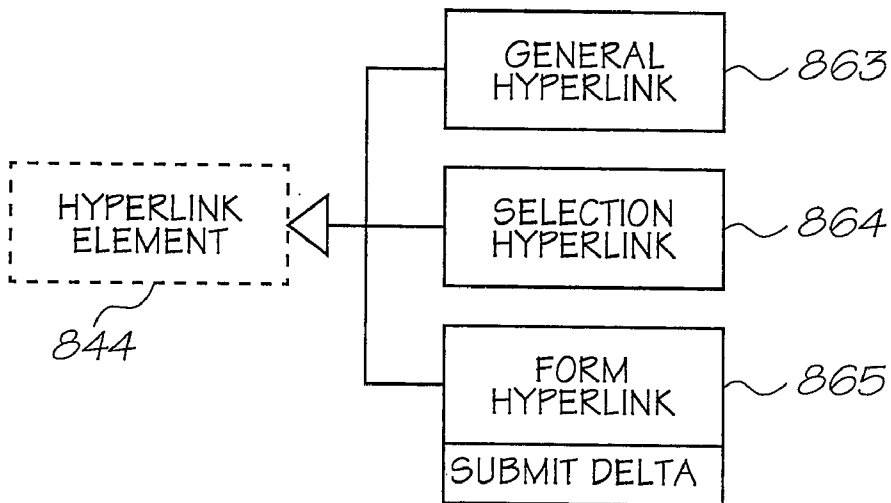 GENERAL
HYPERLINK
863
HYPERLINK
ELEMENT
844
SELECTION
HYPERLINK
864
FORM
HYPERLINK
865
SUBMIT DELTA